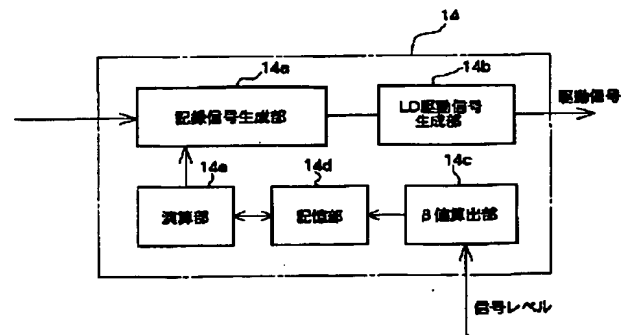 14
14a
14b
記録信号生成部
LD駆動信号
生成部
駆動信号
14e
14d
14c
演算部
記憶部
β値算出部
信号レベル